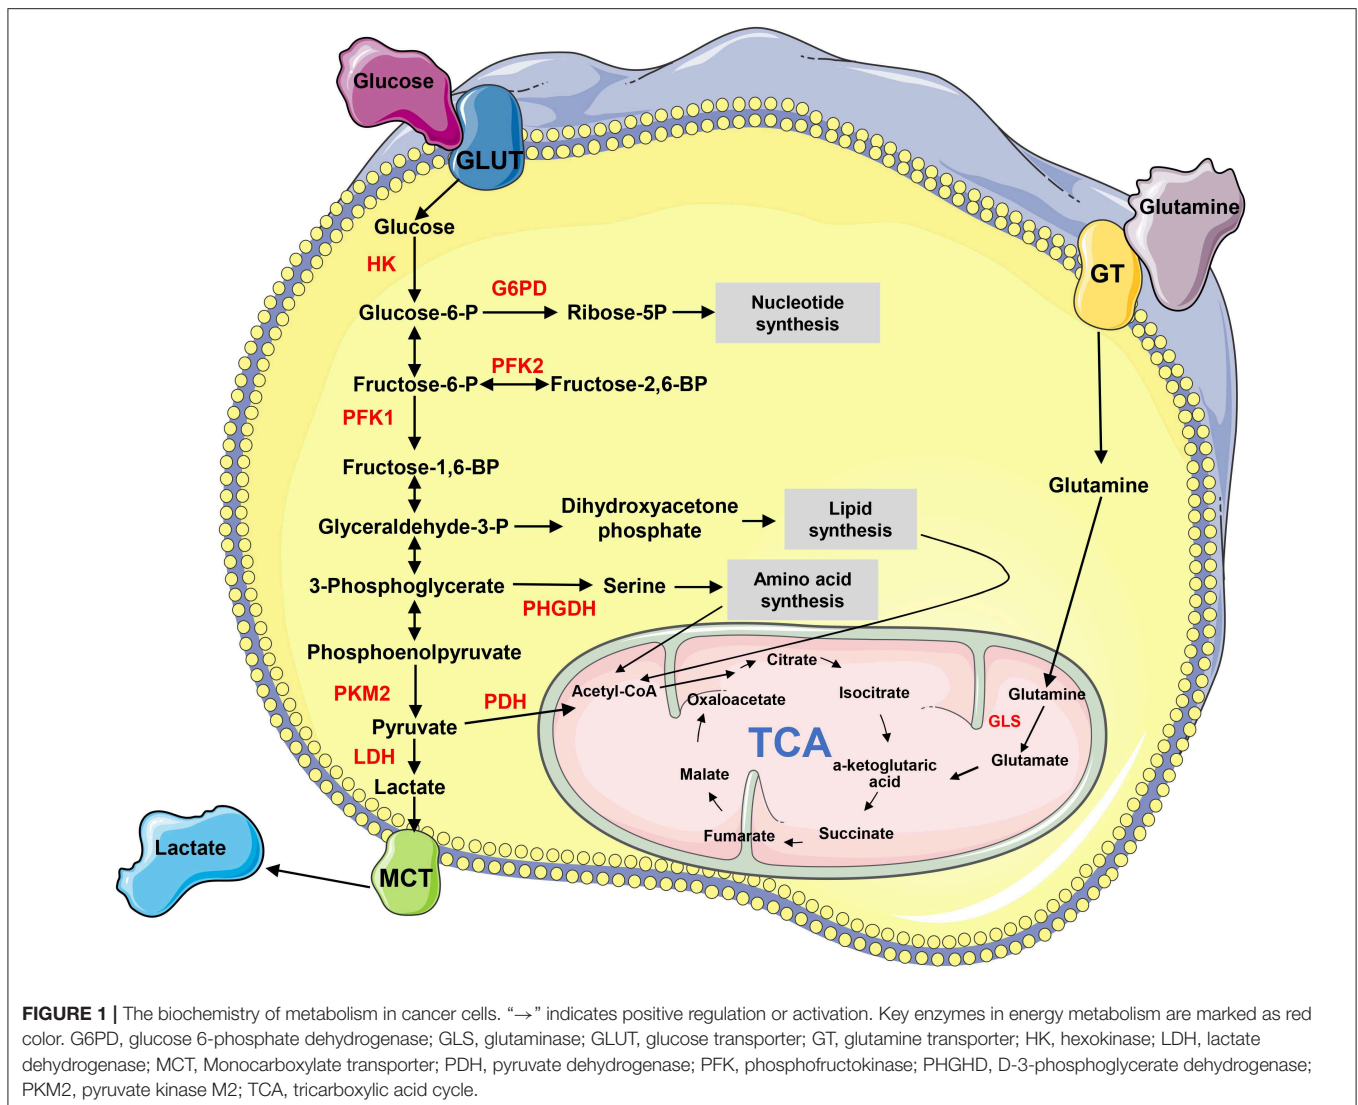 Glucose
GLUT
Glutamine
GT
Glucose
HK
G6PD
Glucose-6-P
Ribose-5P
Nucleotide
synthesis
PFK2
Fructose-6-P
Fructose-2,6-BP
PFK1
Fructose-1,6-BP
Glutamine
Glyceraldehyde-3-P
Dihydroxyacetone
phosphate
Lipid
synthesis
3-Phosphoglycerate
PHGDH
Serine
Amino acid
synthesis
Phosphoenolpyruvate
PKM2
PDH
Pyruvate
LDH
Lactate
MCT
Lactate
Acetyl-CoA
Citrate
Oxaloacetate
Isocitrate
TCA
Glutamine
GLS
Glutamate
a-ketoglutaric
acid
Malate
Fumarate
Succinate
FIGURE 1 | The biochemistry of metabolism in cancer cells. “→” indicates positive regulation or activation. Key enzymes in energy metabolism are marked as red
color. G6PD, glucose 6-phosphate dehydrogenase; GLS, glutaminase; GLUT, glucose transporter; GT, glutamine transporter; HK, hexokinase; LDH, lactate
dehydrogenase; MCT, Monocarboxylate transporter; PDH, pyruvate dehydrogenase; PFK, phosphofructokinase; PHGHD, D-3-phosphoglycerate dehydrogenase;
PKM2, pyruvate kinase M2; TCA, tricarboxylic acid cycle.